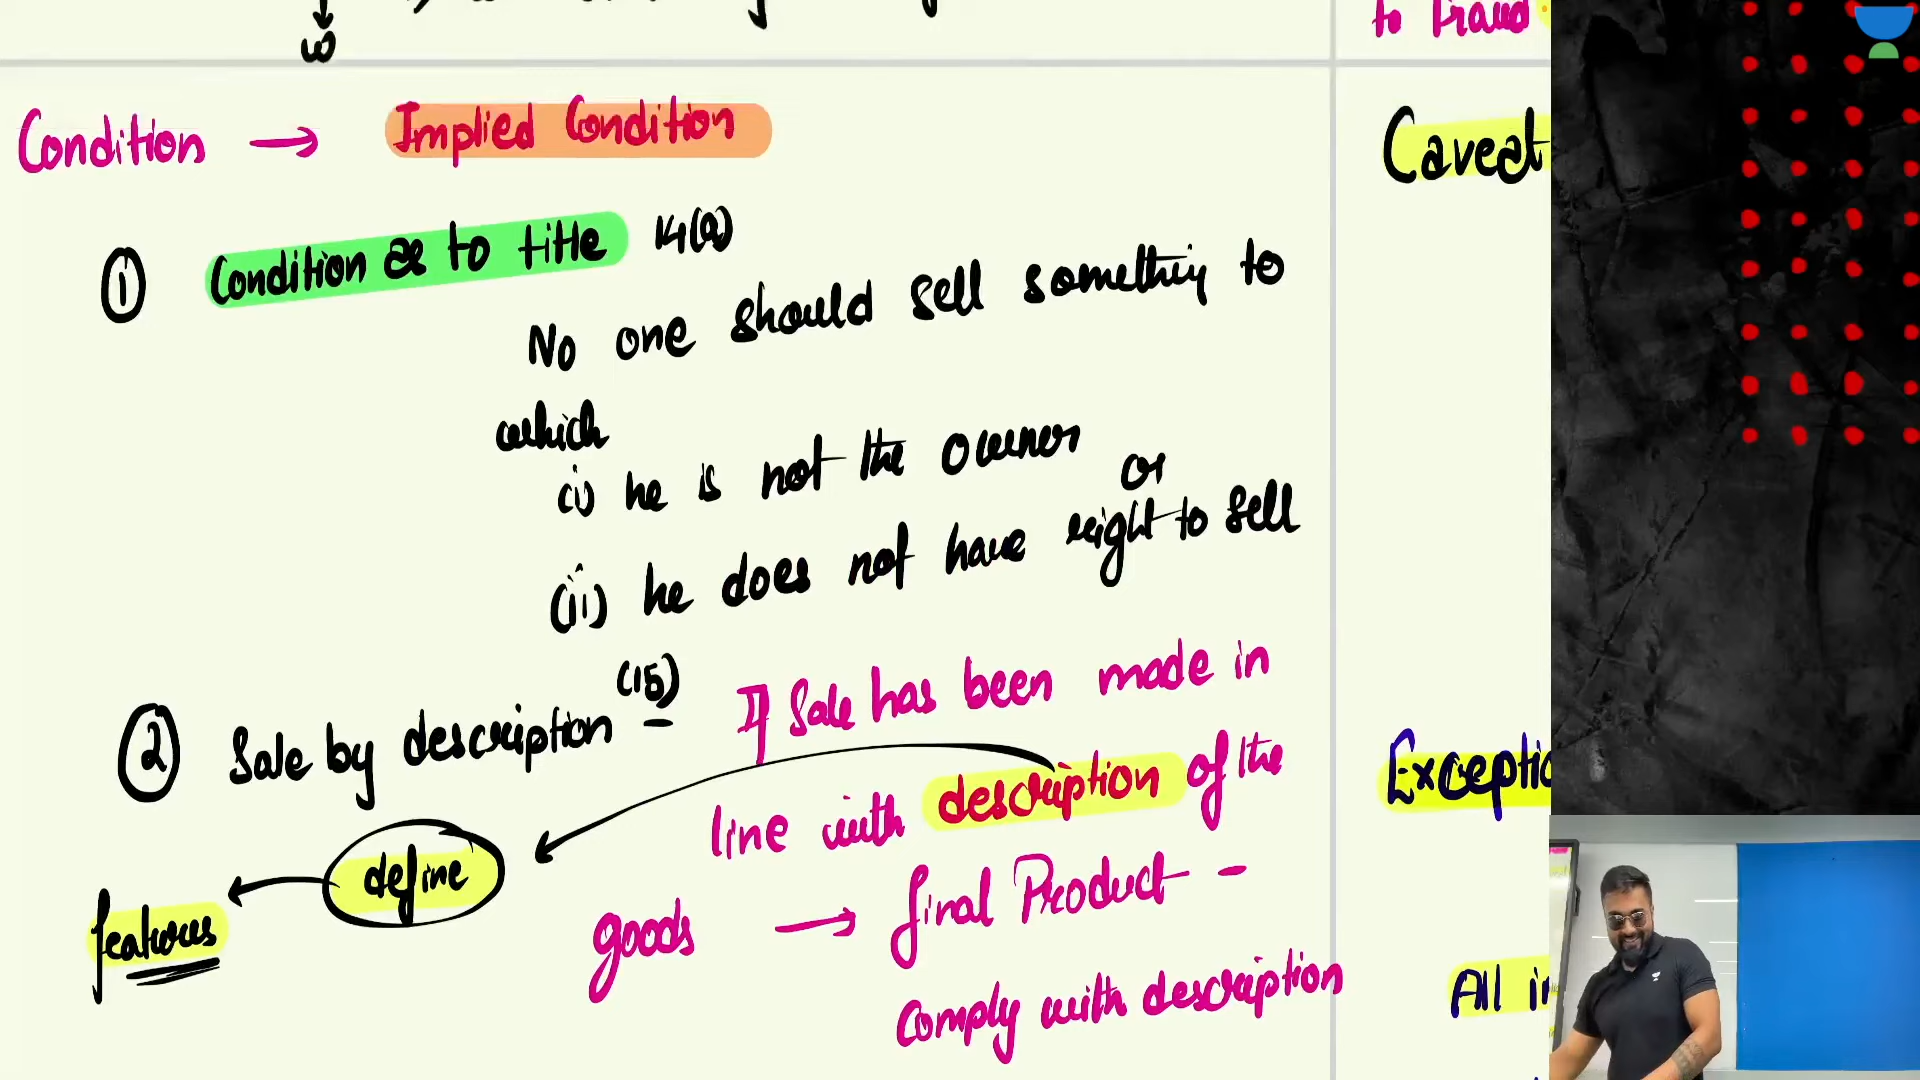 to fraud
Condition → Implied Condition
① Condition as to title 14(a)
No one should sell something to
which
(i) he is not the owner
or
(ii) he does not have right to sell
② Sale by description (15) If Sale has been made in
line with description of the
features ← define
goods → final Product -
comply with description
Caveat
Exceptio
All in